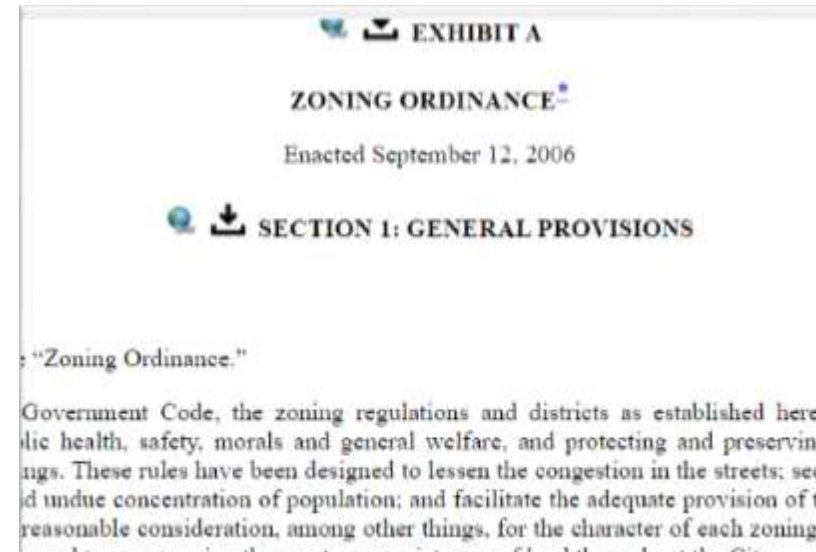 EXHIBIT A
ZONING ORDINANCE*
Enacted September 12, 2006
SECTION 1: GENERAL PROVISIONS
: “Zoning Ordinance.”
Government Code, the zoning regulations and districts as established here
lic health, safety, morals and general welfare, and protecting and preservin
ngs. These rules have been designed to lessen the congestion in the streets; sec
d undue concentration of population; and facilitate the adequate provision of t
reasonable consideration, among other things, for the character of each zoning